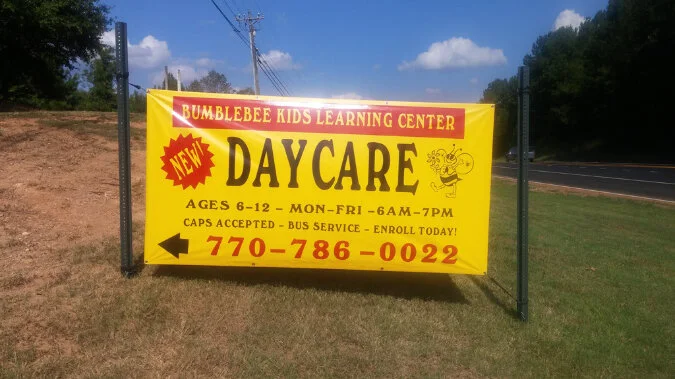 BUMBLEBEE KIDS LEARNING CENTER
NEW!
DAYCARE
AGES 6-12 - MON-FRI - 6AM-7PM
CAPS ACCEPTED - BUS SERVICE - ENROLL TODAY!
770-786-0022